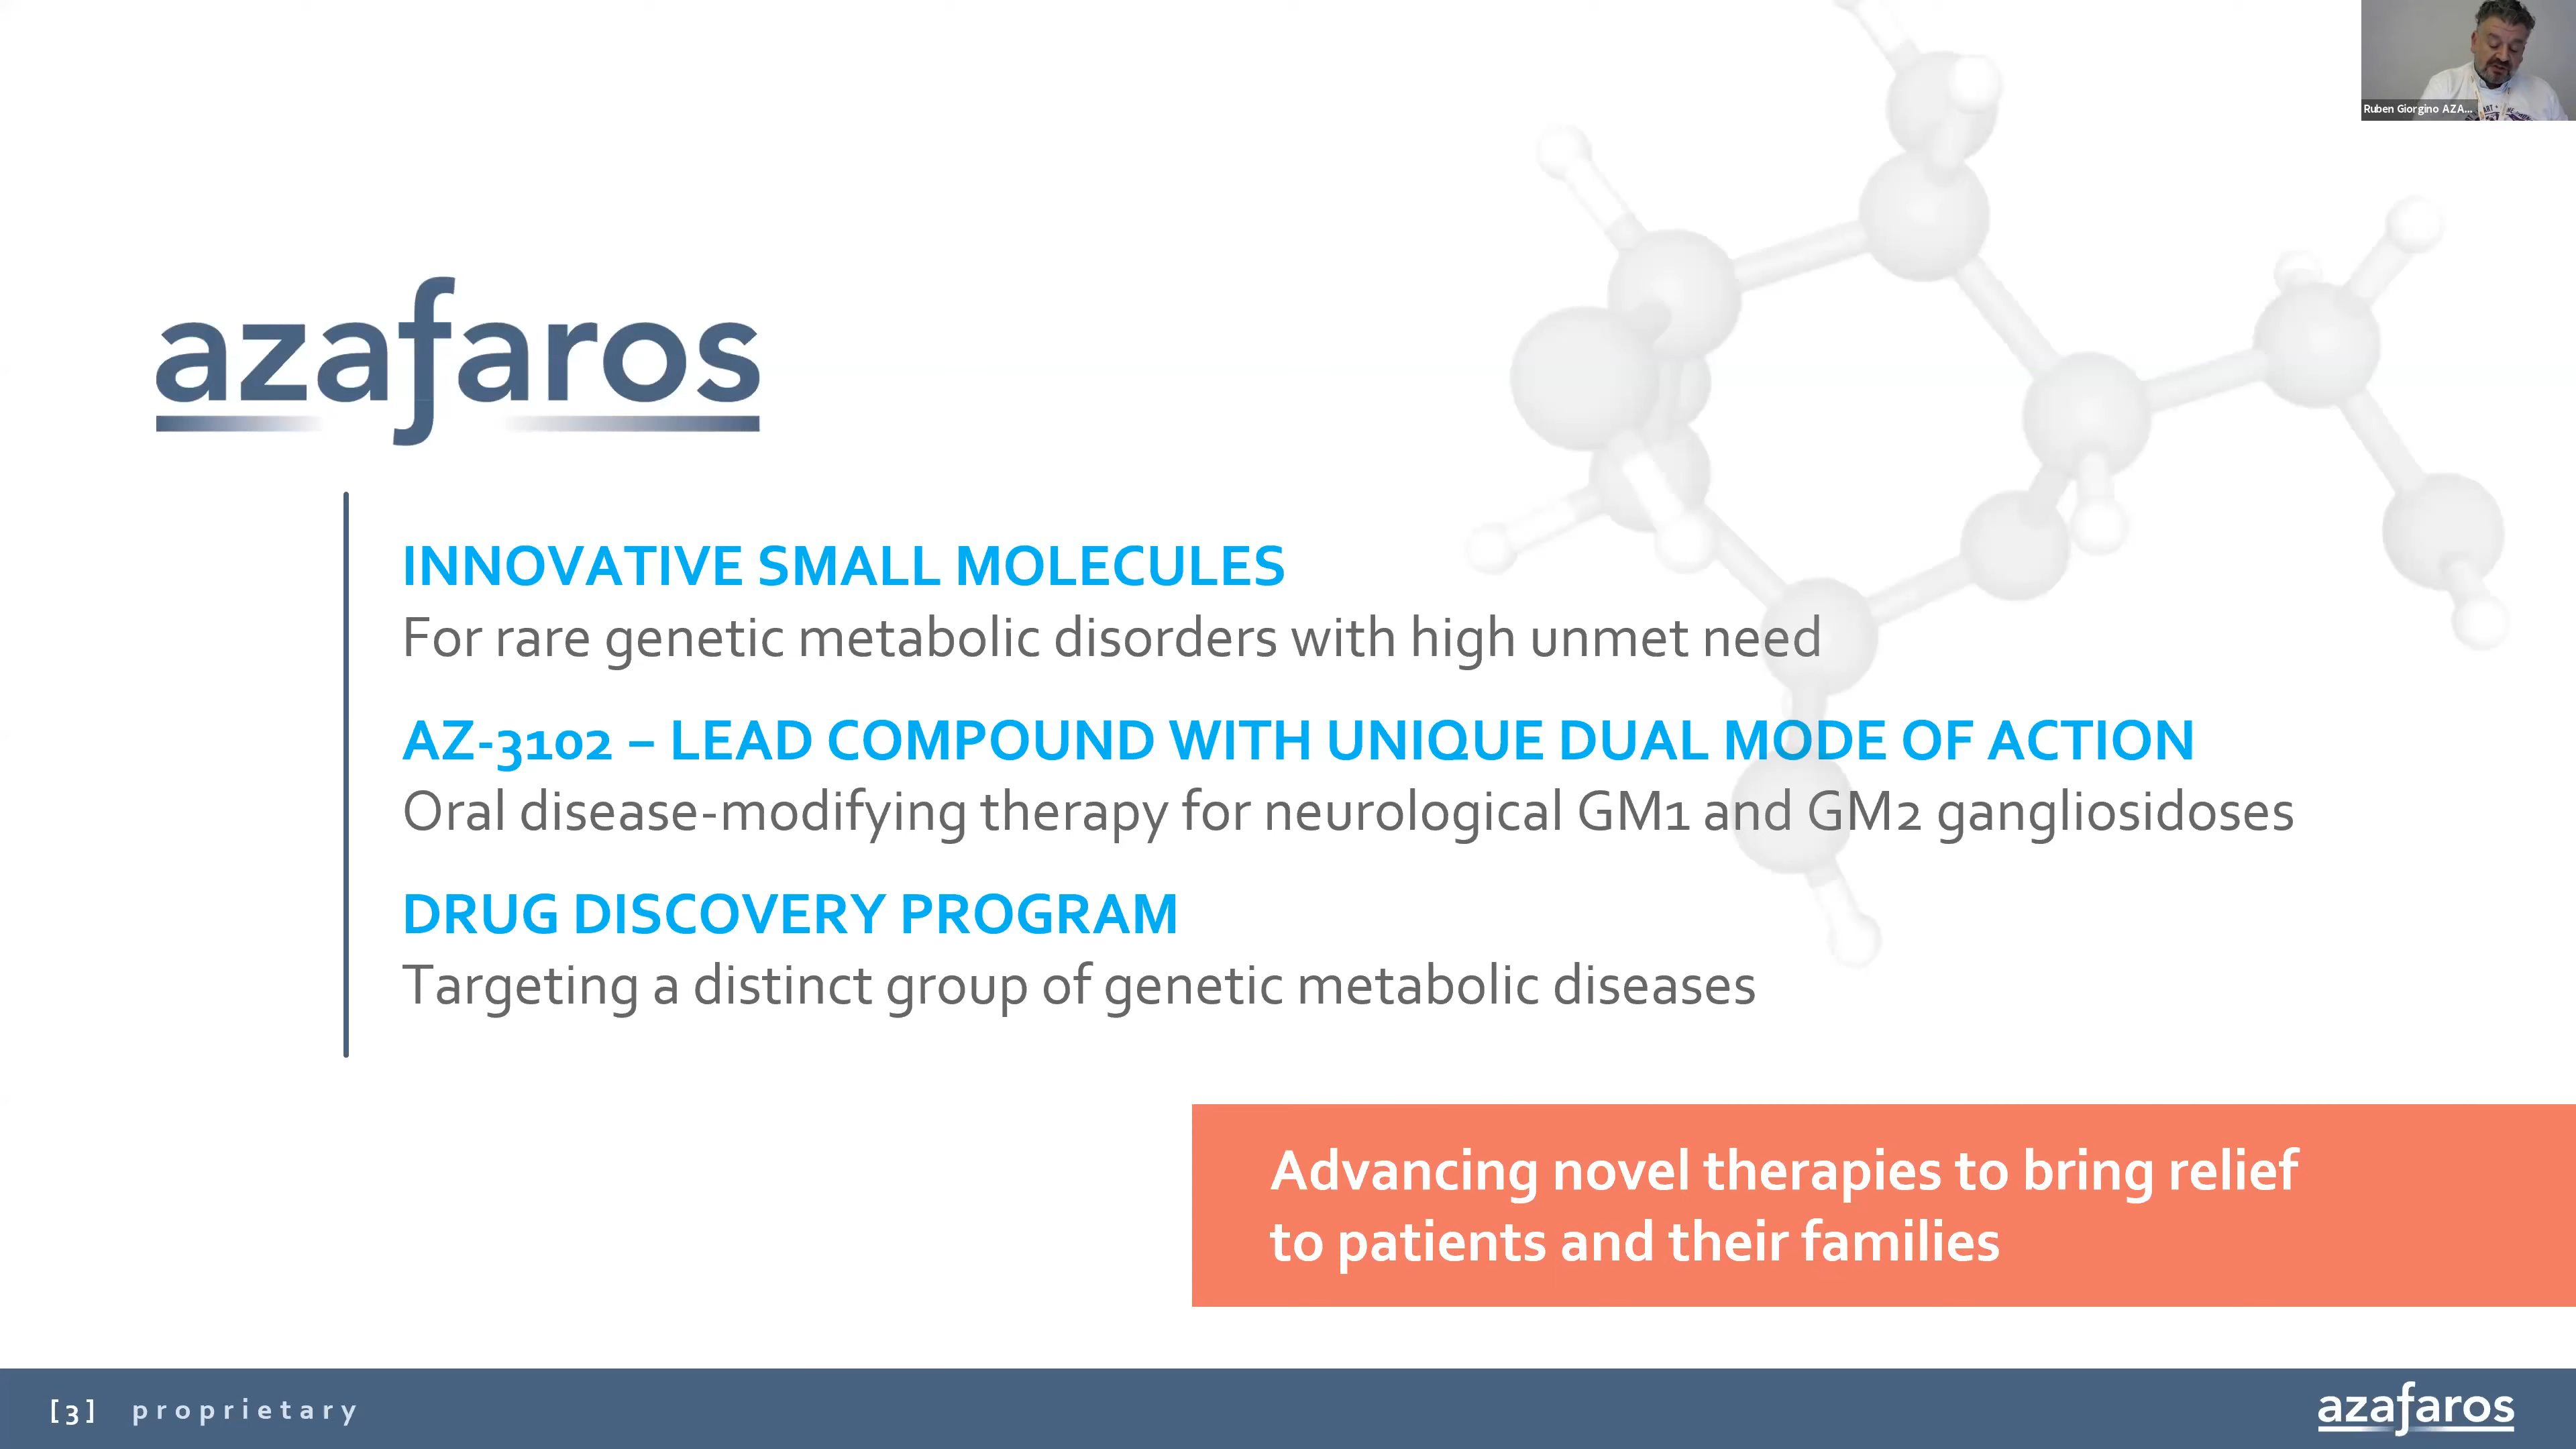 Ruben Giorgino AZA...
azafaros
INNOVATIVE SMALL MOLECULES
For rare genetic metabolic disorders with high unmet need
AZ-3102 – LEAD COMPOUND WITH UNIQUE DUAL MODE OF ACTION
Oral disease-modifying therapy for neurological GM1 and GM2 gangliosidoses
DRUG DISCOVERY PROGRAM
Targeting a distinct group of genetic metabolic diseases
Advancing novel therapies to bring relief
to patients and their families
[3] proprietary
azafaros